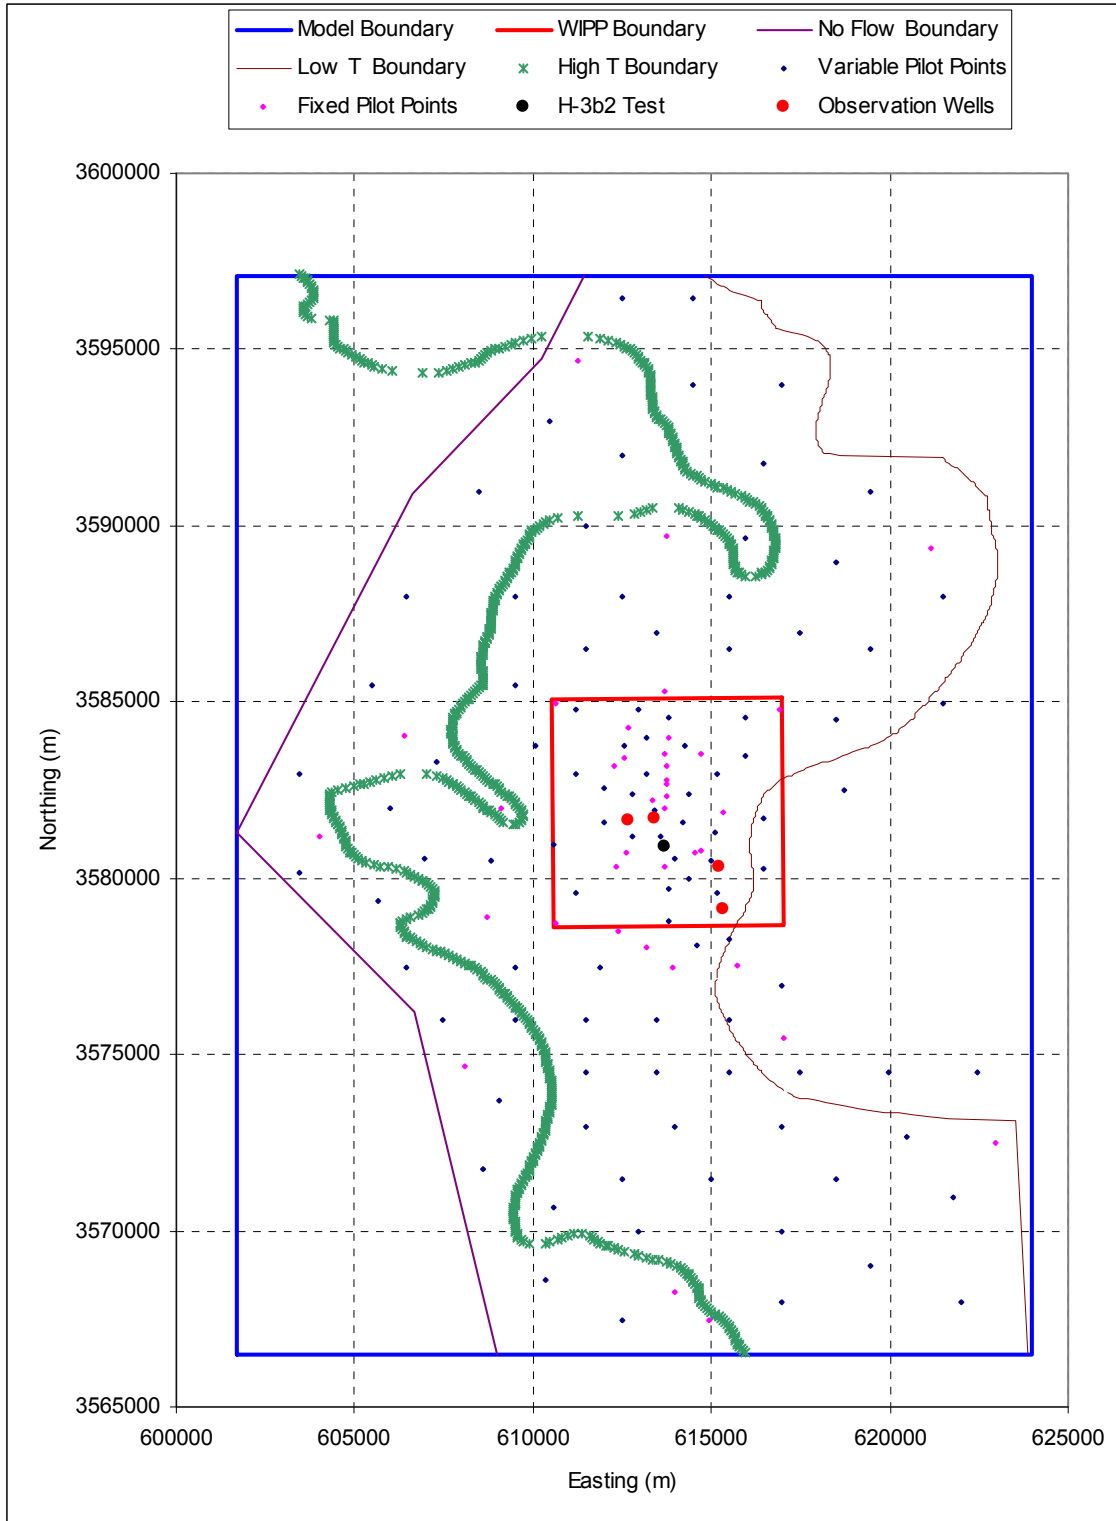 Model Boundary WIPP Boundary No Flow Boundary
Low T Boundary High T Boundary Variable Pilot Points
Fixed Pilot Points H-3b2 Test Observation Wells
3600000
3595000
3590000
3585000
3580000
3575000
3570000
3565000
Northing (m)
600000 605000 610000 615000 620000 625000
Easting (m)